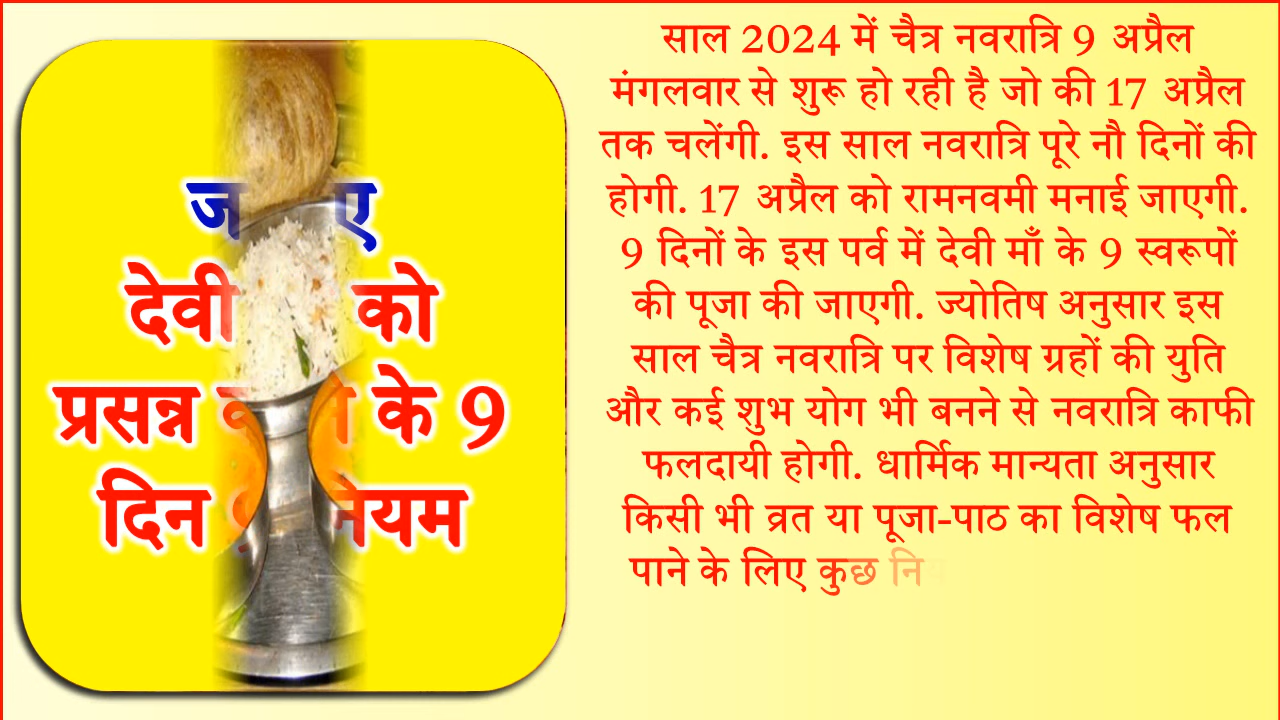 देवी को
प्रसन्न के 9
दिन
साल 2024 में चैत्र नवरात्रि 9 अप्रैल
मंगलवार से शुरू हो रही है जो की 17 अप्रैल
तक चलेंगी. इस साल नवरात्रि पूरे नौ दिनों की
होगी. 17 अप्रैल को रामनवमी मनाई जाएगी.
9 दिनों के इस पर्व में देवी माँ के 9 स्वरूपों
की पूजा की जाएगी. ज्योतिष अनुसार इस
साल चैत्र नवरात्रि पर विशेष ग्रहों की युति
और कई शुभ योग भी बनने से नवरात्रि काफी
फलदायी होगी. धार्मिक मान्यता अनुसार
किसी भी व्रत या पूजा-पाठ का विशेष फल
पाने के लिए कुछ